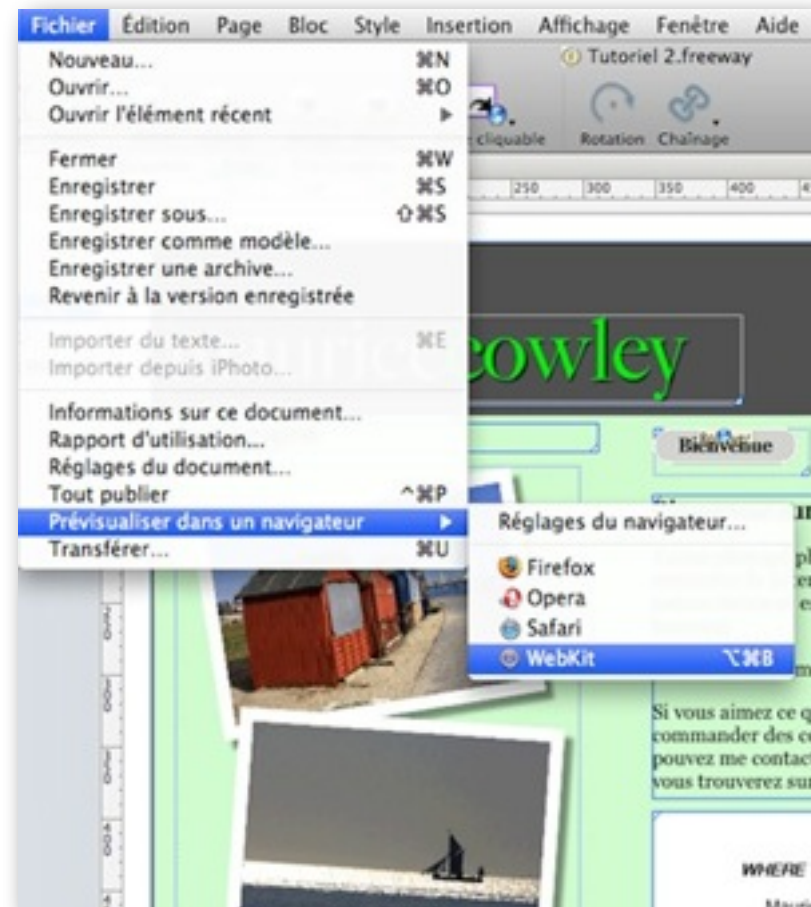 Fichier Édition Page Bloc Style Insertion Affichage Fenêtre Aide
Tutoriel 2.freeway
cliquable Rotation Chaînage
Nouveau... ⌘N
Ouvrir... ⌘O
Ouvrir l'élément récent
Fermer ⌘W
Enregistrer ⌘S
Enregistrer sous... ⇧⌘S
Enregistrer comme modèle...
Enregistrer une archive...
Revenir à la version enregistrée
Importer du texte... ⌘E
Importer depuis iPhoto...
Informations sur ce document...
Rapport d'utilisation...
Réglages du document...
Tout publier ^⌘P
Prévisualiser dans un navigateur
Transférer... ⌘U
Réglages du navigateur...
Firefox
Opera
Safari
WebKit ⌥⌘B
250 300 350 400
cowley
Bienvenue
Si vous aimez ce q
commander des c
pouvez me contact
vous trouverez sur
WHERE
Mauri